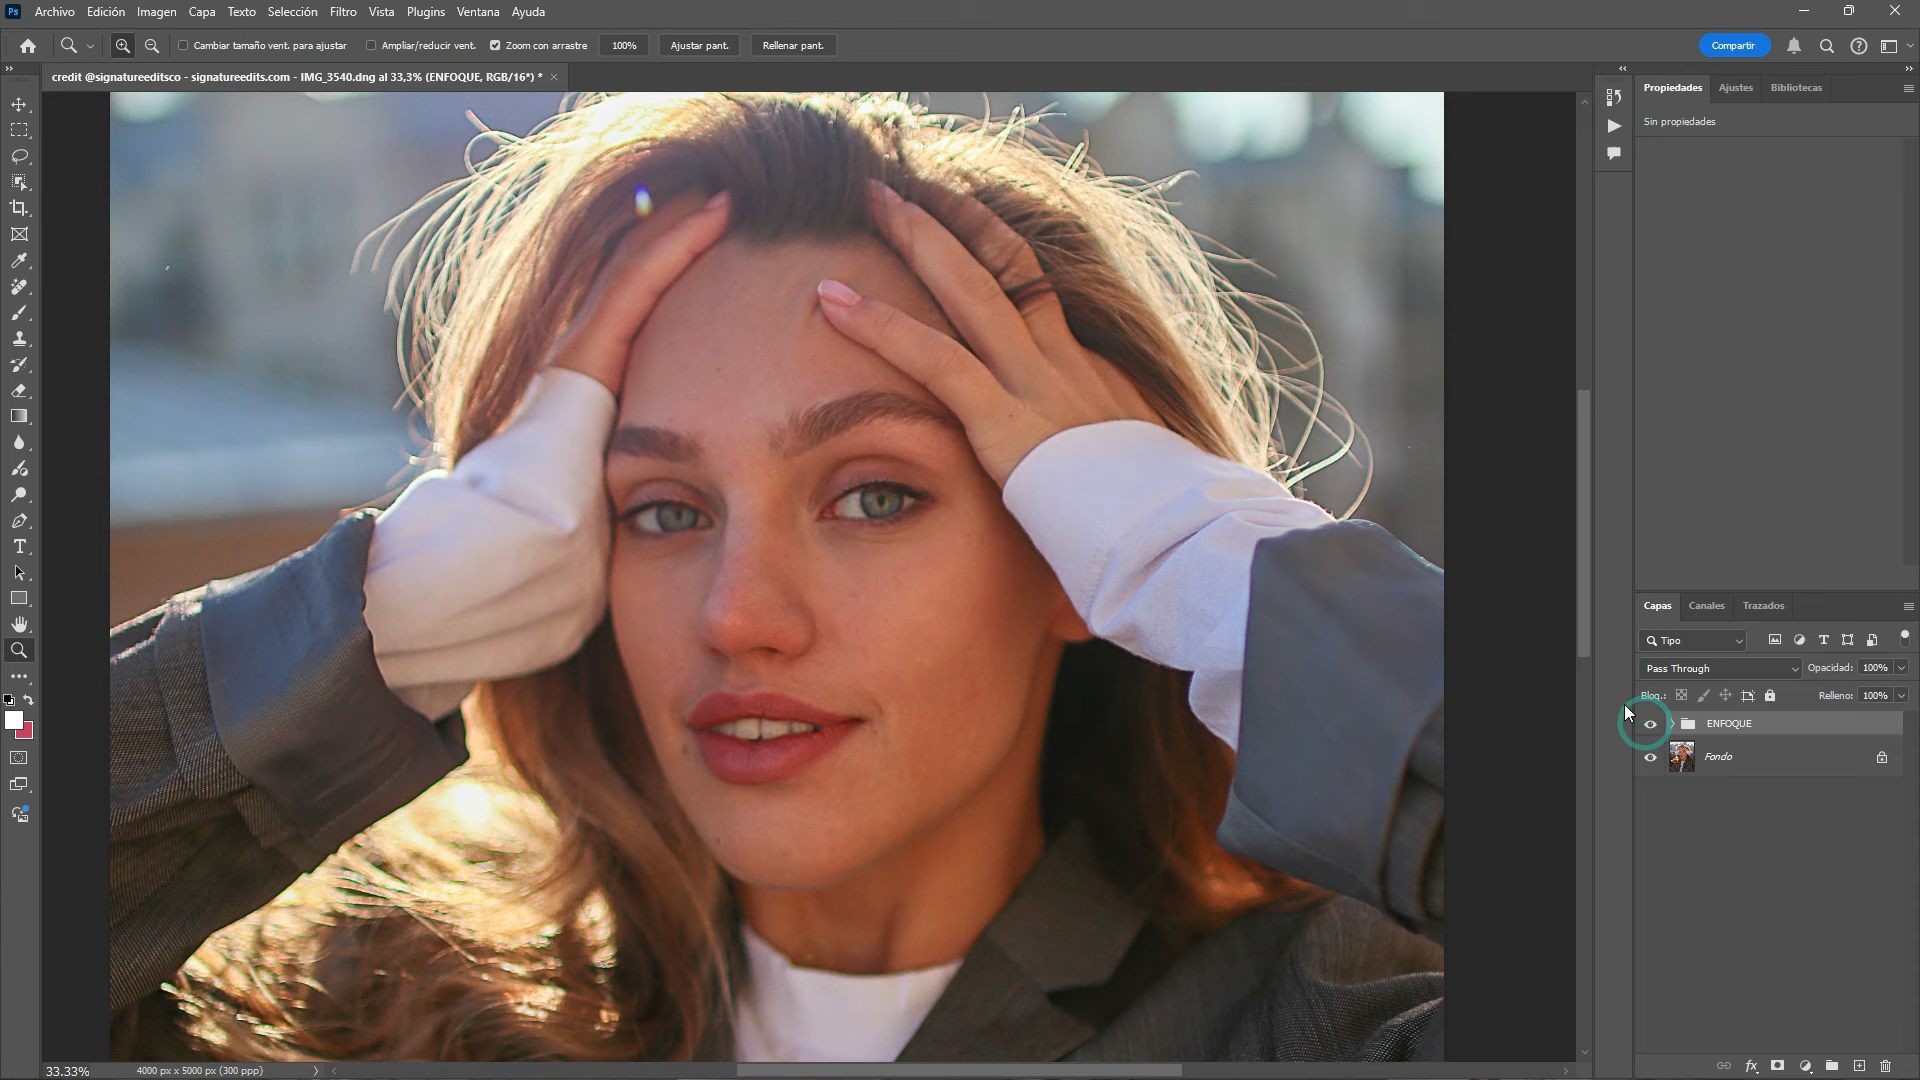 Ps Archivo Edición Imagen Capa Texto Selección Filtro Vista Plugins Ventana Ayuda
Cambiar tamaño vent. para ajustar Ampliar/reducir vent. Zoom con arrastre 100% Ajustar pant. Rellenar pant. Compartir
credit @signatureeditsco - signatureedits.com - IMG_3540.dng al 33,3% (ENFOQUE, RGB/16*) *
Propiedades Ajustes Bibliotecas
Sin propiedades
Capas Canales Trazados
Tipo
Pass Through Opacidad: 100%
Bloq.: Relleno: 100%
ENFOQUE
Fondo
33.33% 4000 px x 5000 px (300 ppp)